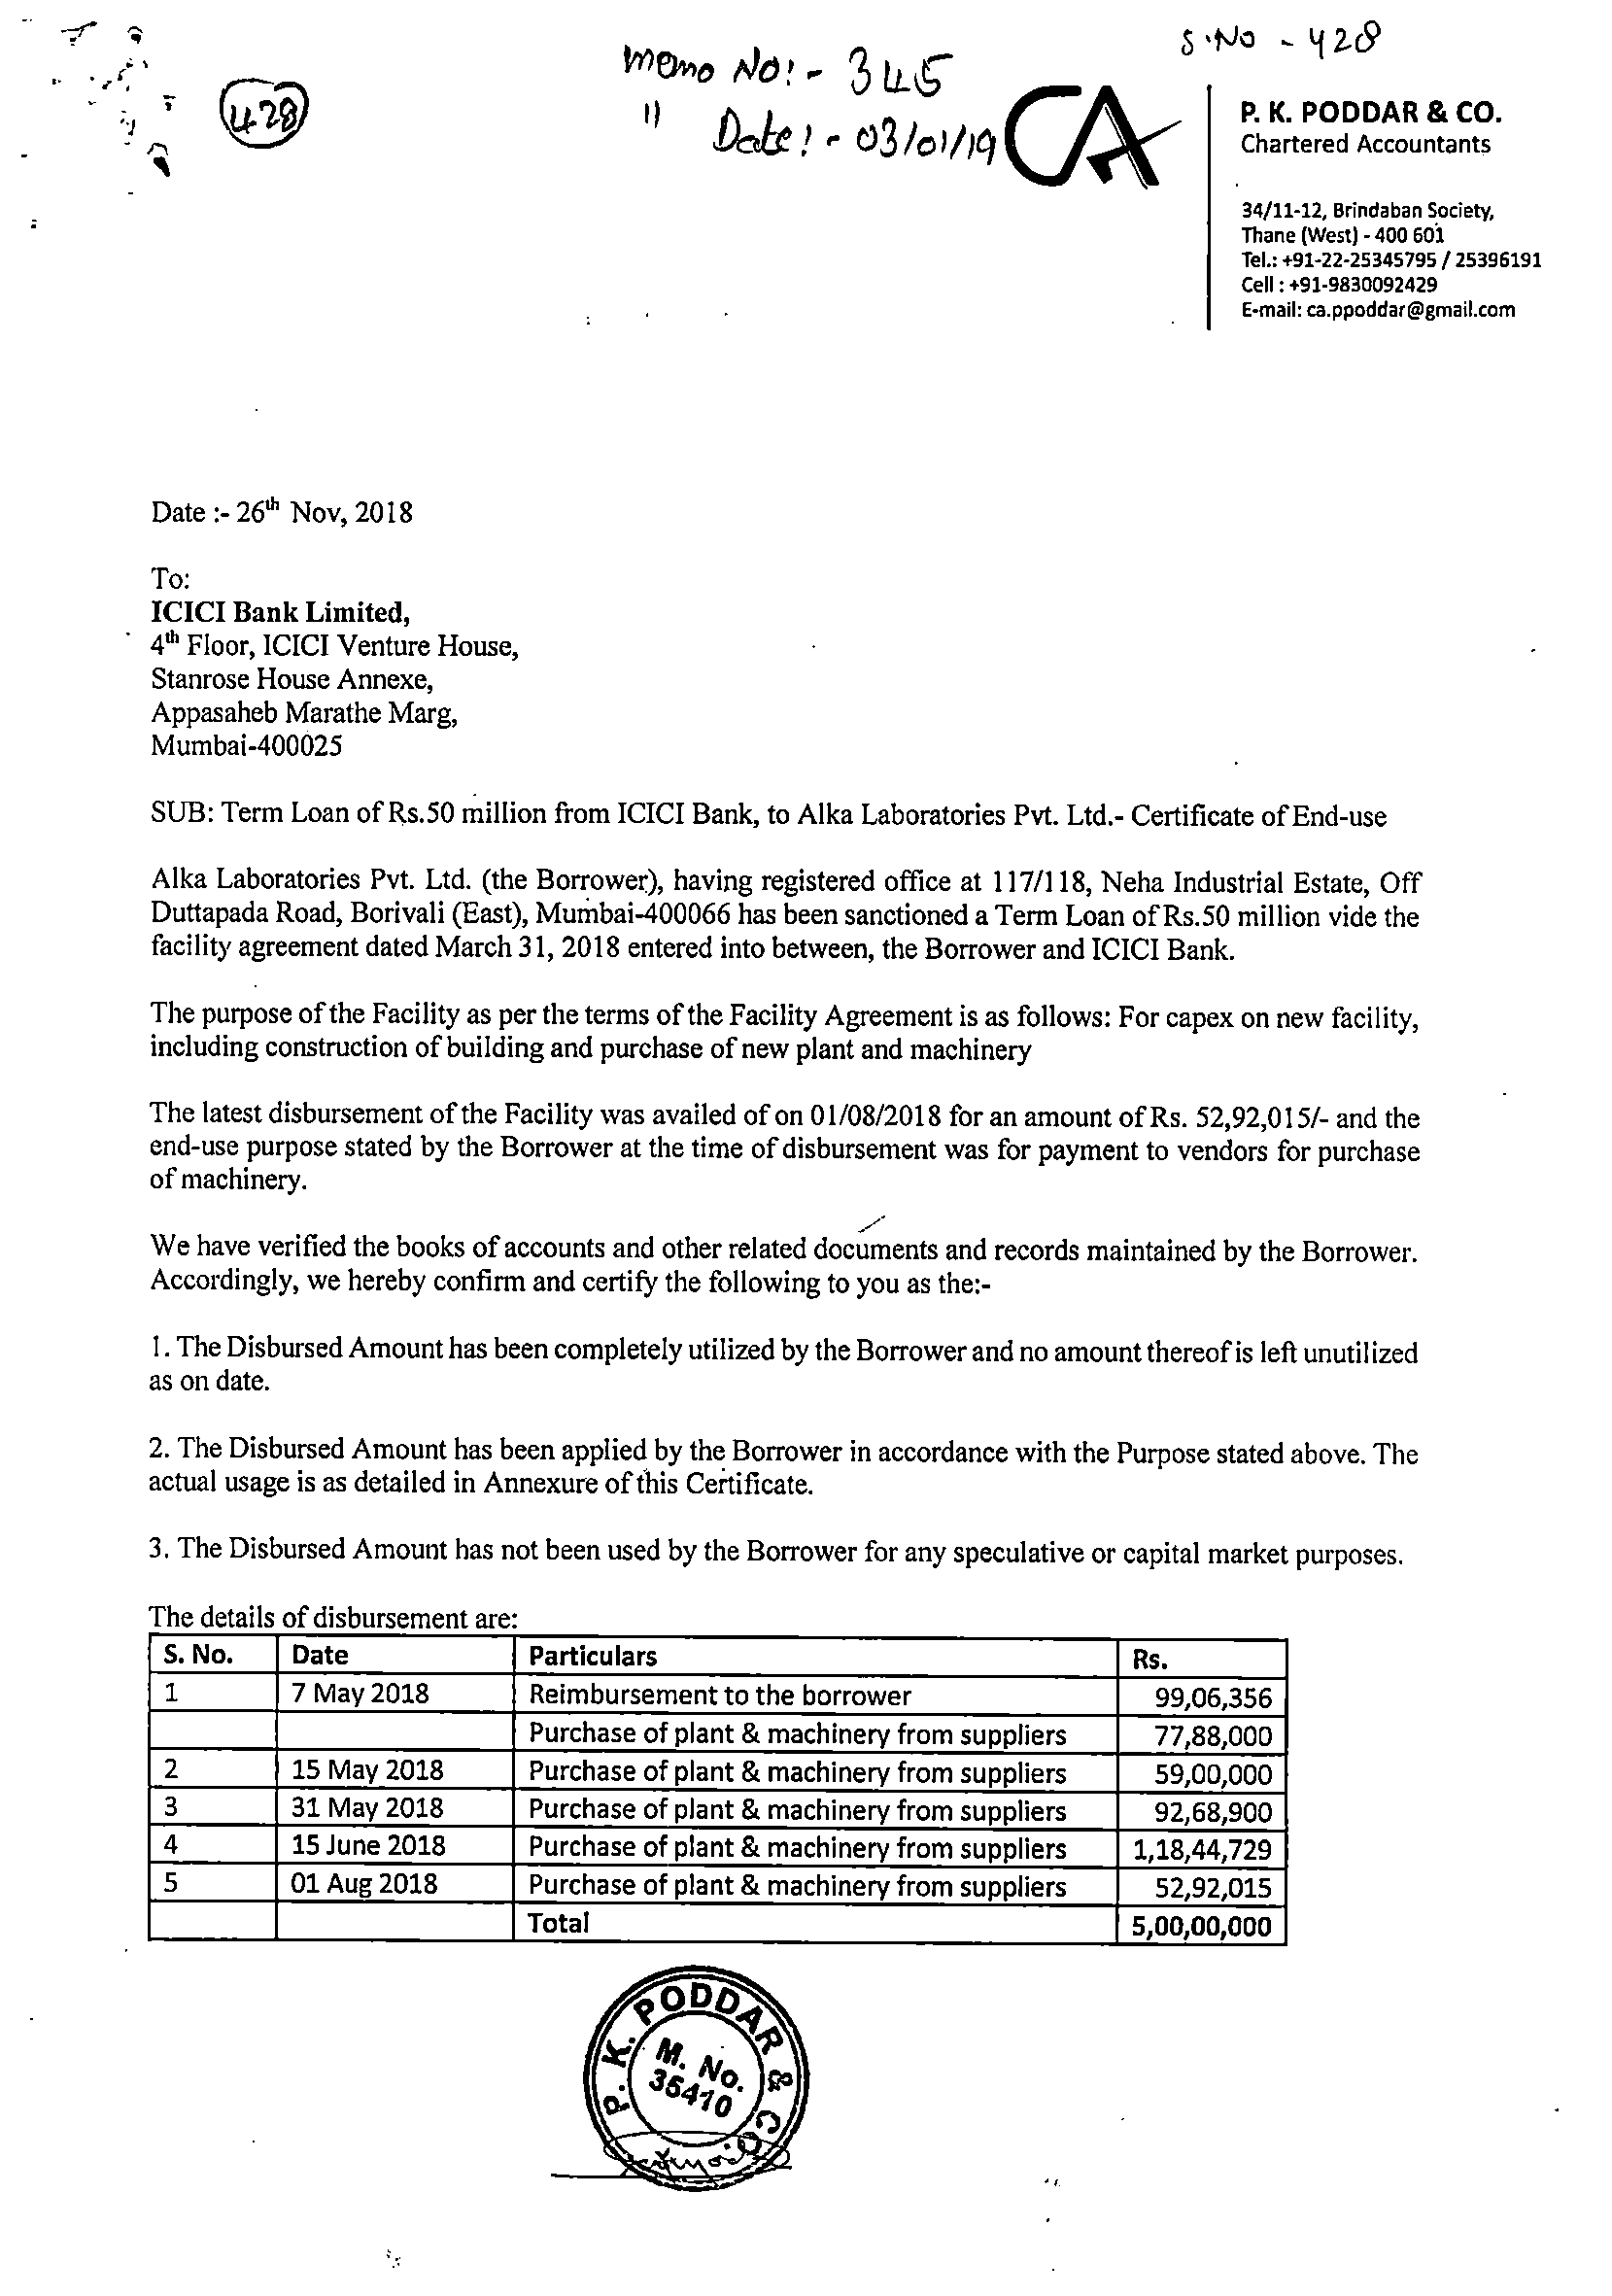 S.No - 428
Memo No:- 345
428
" Date:- 03/01/19
CA
P. K. PODDAR & CO.
Chartered Accountants
34/11-12, Brindaban Society,
Thane (West) - 400 601
Tel.: +91-22-25345795 / 25396191
Cell : +91-9830092429
E-mail: ca.ppoddar@gmail.com
Date :- 26th Nov, 2018
To:
ICICI Bank Limited,
4th Floor, ICICI Venture House,
Stanrose House Annexe,
Appasaheb Marathe Marg,
Mumbai-400025
SUB: Term Loan of Rs.50 million from ICICI Bank, to Alka Laboratories Pvt. Ltd.- Certificate of End-use
Alka Laboratories Pvt. Ltd. (the Borrower), having registered office at 117/118, Neha Industrial Estate, Off
Duttapada Road, Borivali (East), Mumbai-400066 has been sanctioned a Term Loan of Rs.50 million vide the
facility agreement dated March 31, 2018 entered into between, the Borrower and ICICI Bank.
The purpose of the Facility as per the terms of the Facility Agreement is as follows: For capex on new facility,
including construction of building and purchase of new plant and machinery
The latest disbursement of the Facility was availed of on 01/08/2018 for an amount of Rs. 52,92,015/- and the
end-use purpose stated by the Borrower at the time of disbursement was for payment to vendors for purchase
of machinery.
We have verified the books of accounts and other related documents and records maintained by the Borrower.
Accordingly, we hereby confirm and certify the following to you as the:-
1. The Disbursed Amount has been completely utilized by the Borrower and no amount thereof is left unutilized
as on date.
2. The Disbursed Amount has been applied by the Borrower in accordance with the Purpose stated above. The
actual usage is as detailed in Annexure of this Certificate.
3. The Disbursed Amount has not been used by the Borrower for any speculative or capital market purposes.
The details of disbursement are:
S. No. Date Particulars Rs.
1 7 May 2018 Reimbursement to the borrower 99,06,356
Purchase of plant & machinery from suppliers 77,88,000
2 15 May 2018 Purchase of plant & machinery from suppliers 59,00,000
3 31 May 2018 Purchase of plant & machinery from suppliers 92,68,900
4 15 June 2018 Purchase of plant & machinery from suppliers 1,18,44,729
5 01 Aug 2018 Purchase of plant & machinery from suppliers 52,92,015
Total 5,00,00,000
P. K. PODDAR & CO.
M. No.
35410